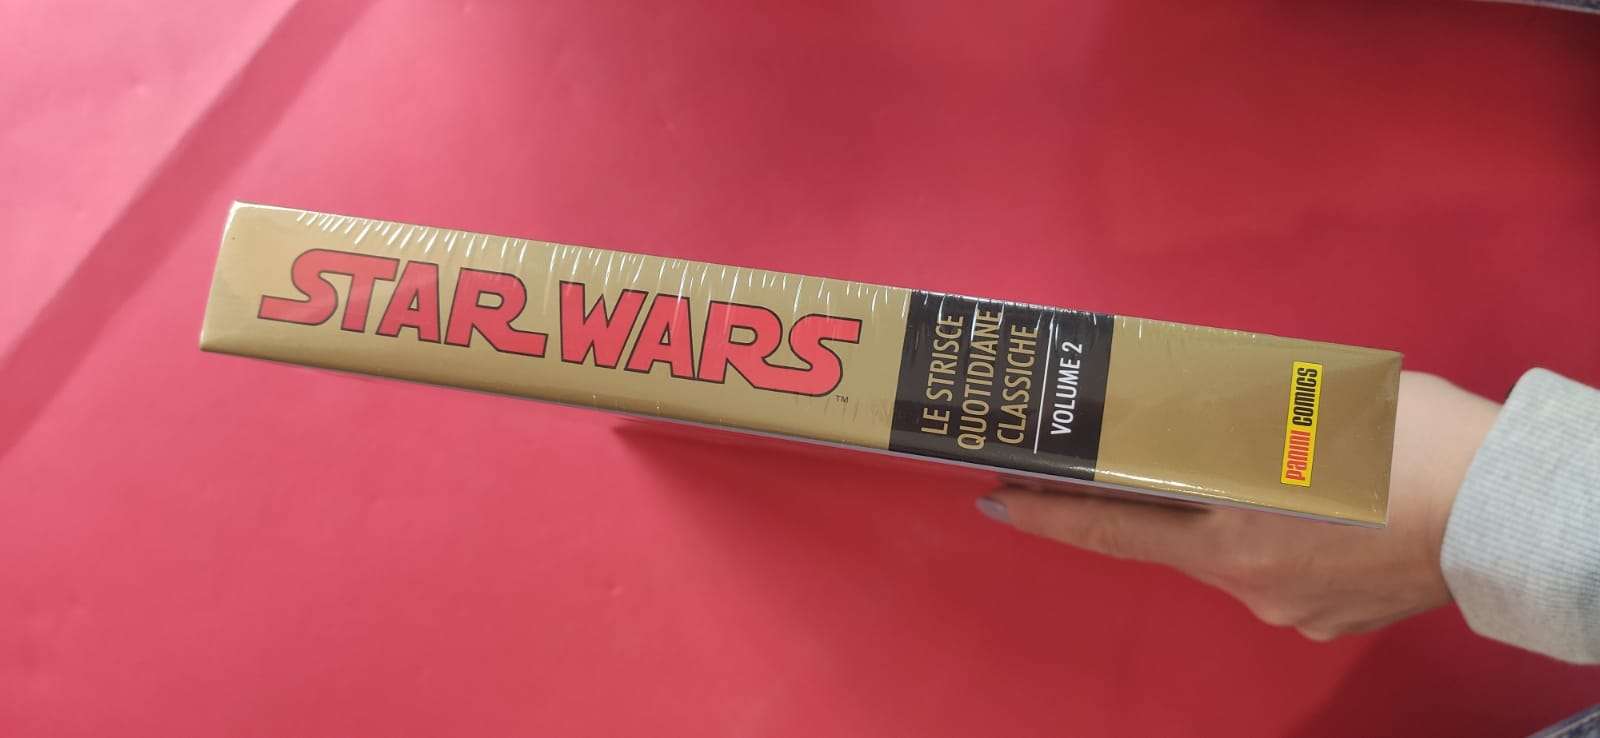 STAR WARS
TM
LE STRISCE
QUOTIDIANE
CLASSICHE
VOLUME 2
PANINI COMICS